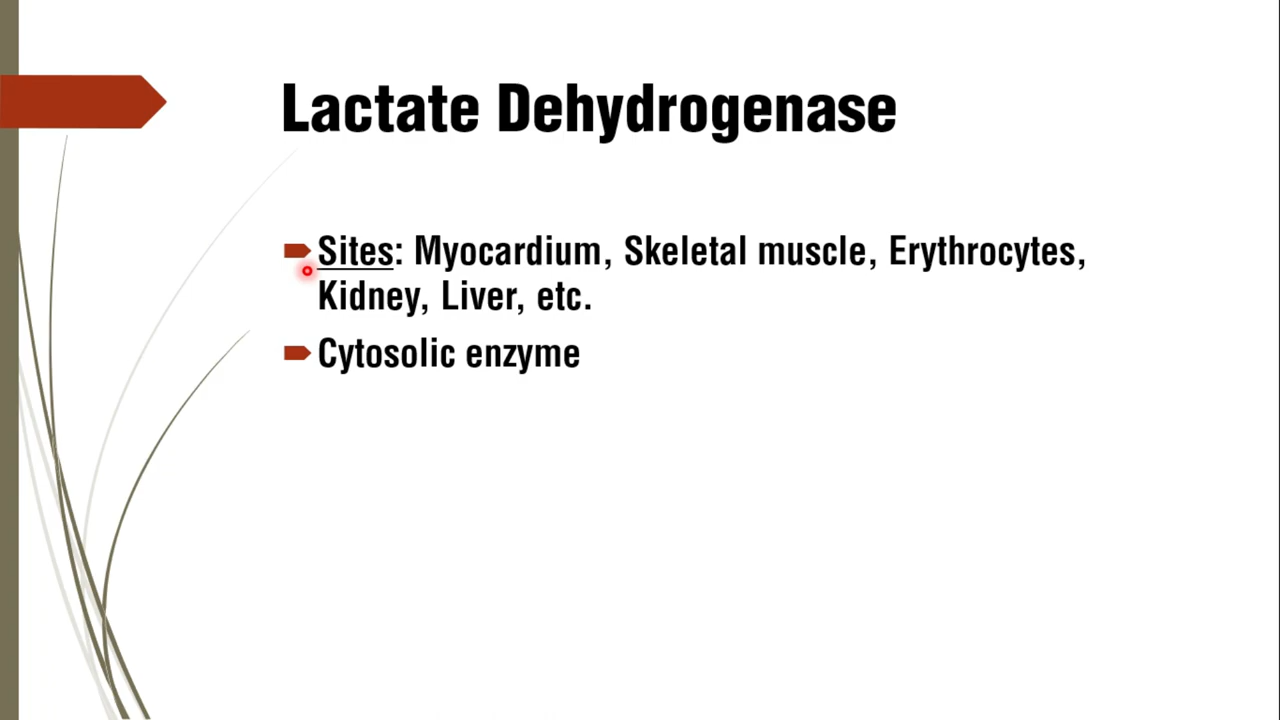 Lactate Dehydrogenase
Sites: Myocardium, Skeletal muscle, Erythrocytes,
Kidney, Liver, etc.
Cytosolic enzyme